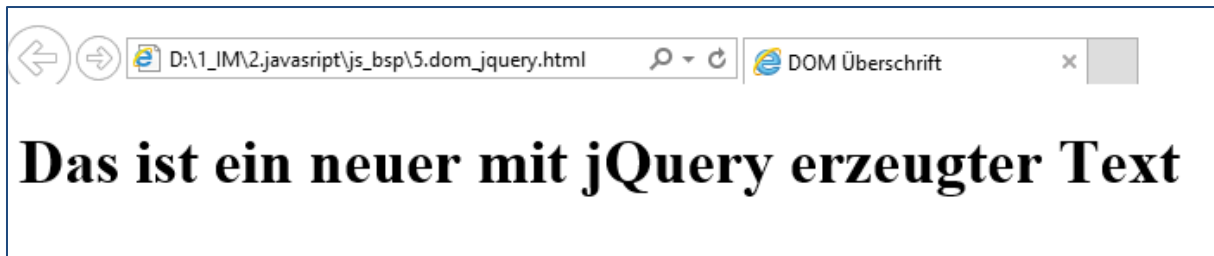 D:\1_IM\2.javasript\js_bsp\5.dom_jquery.html DOM Überschrift
Das ist ein neuer mit jQuery erzeugter Text